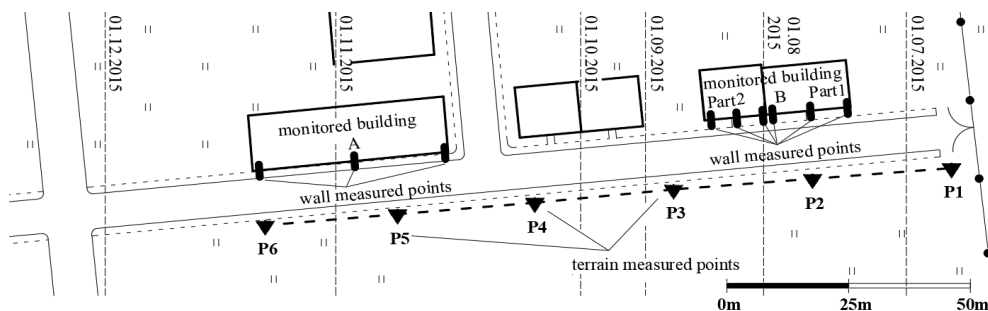 01.12.2015
01.11.2015
01.10.2015
01.09.2015
01.08
2015
01.07.2015
monitored building
Part2
B
Part1
monitored building
A
wall measured points
wall measured points
P1
P2
P3
P4
P5
P6
terrain measured points
0m
25m
50m